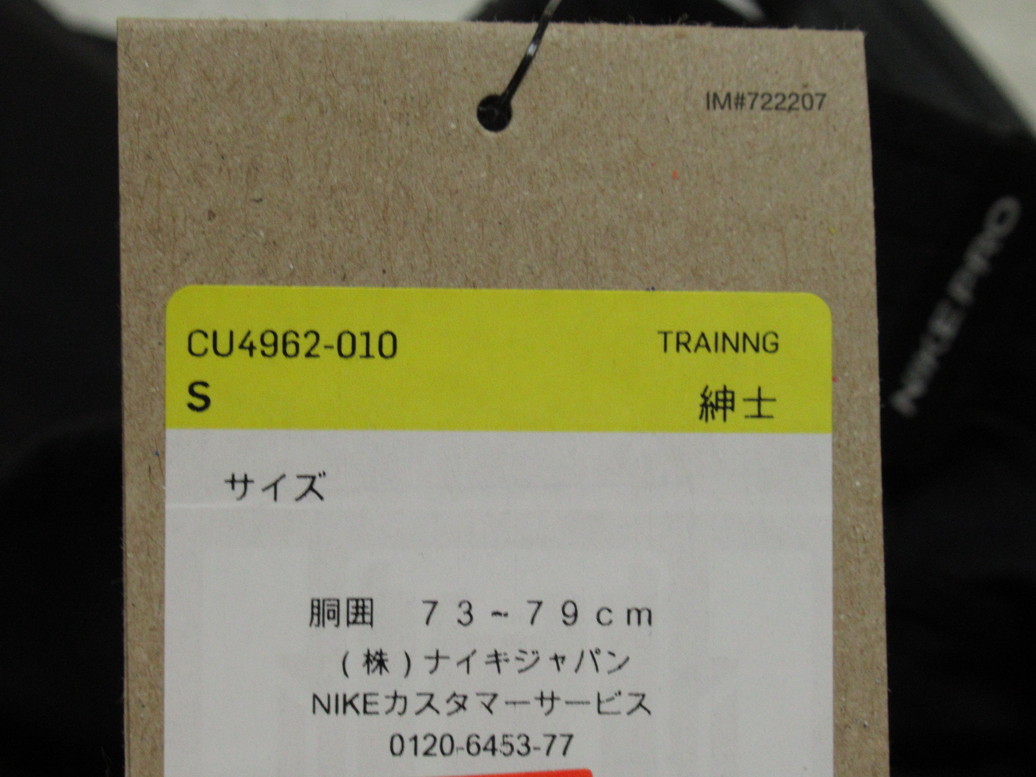 IM#722207
CU4962-010 TRAINNG
S 紳士
サイズ
胴囲 73~79cm
(株)ナイキジャパン
NIKEカスタマーサービス
0120-6453-77
NIKE PRO